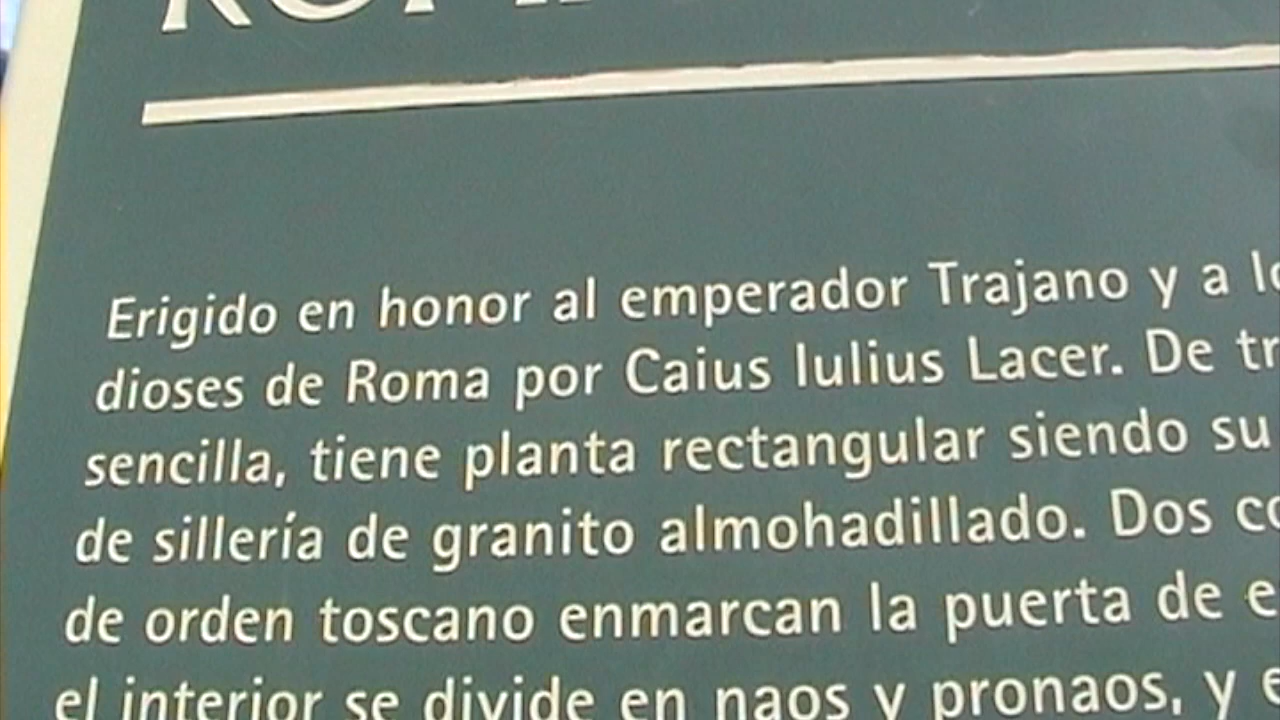 Erigido en honor al emperador Trajano y a
dioses de Roma por Caius Iulius Lacer. De
sencilla, tiene planta rectangular siendo su
de sillería de granito almohadillado. Dos
de orden toscano enmarcan la puerta de
el interior se divide en naos y pronaos, y